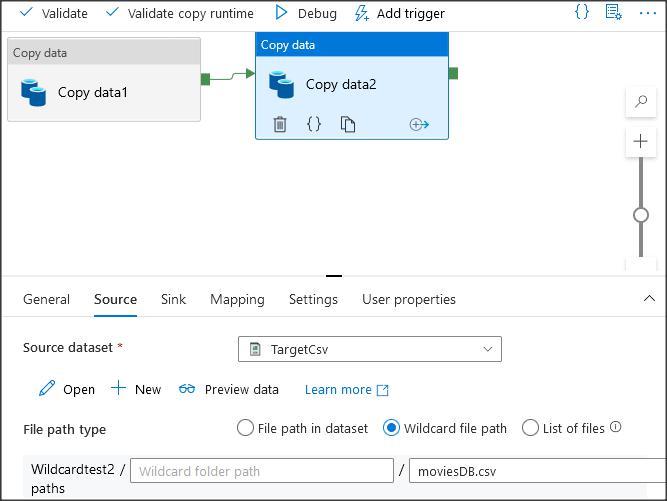 Validate Validate copy runtime Debug Add trigger {} ...
Copy data Copy data
Copy data1 Copy data2
{}
General Source Sink Mapping Settings User properties
Source dataset * TargetCsv
Open New Preview data Learn more
File path type File path in dataset Wildcard file path List of files
Wildcardtest2 / Wildcard folder path / moviesDB.csv
paths